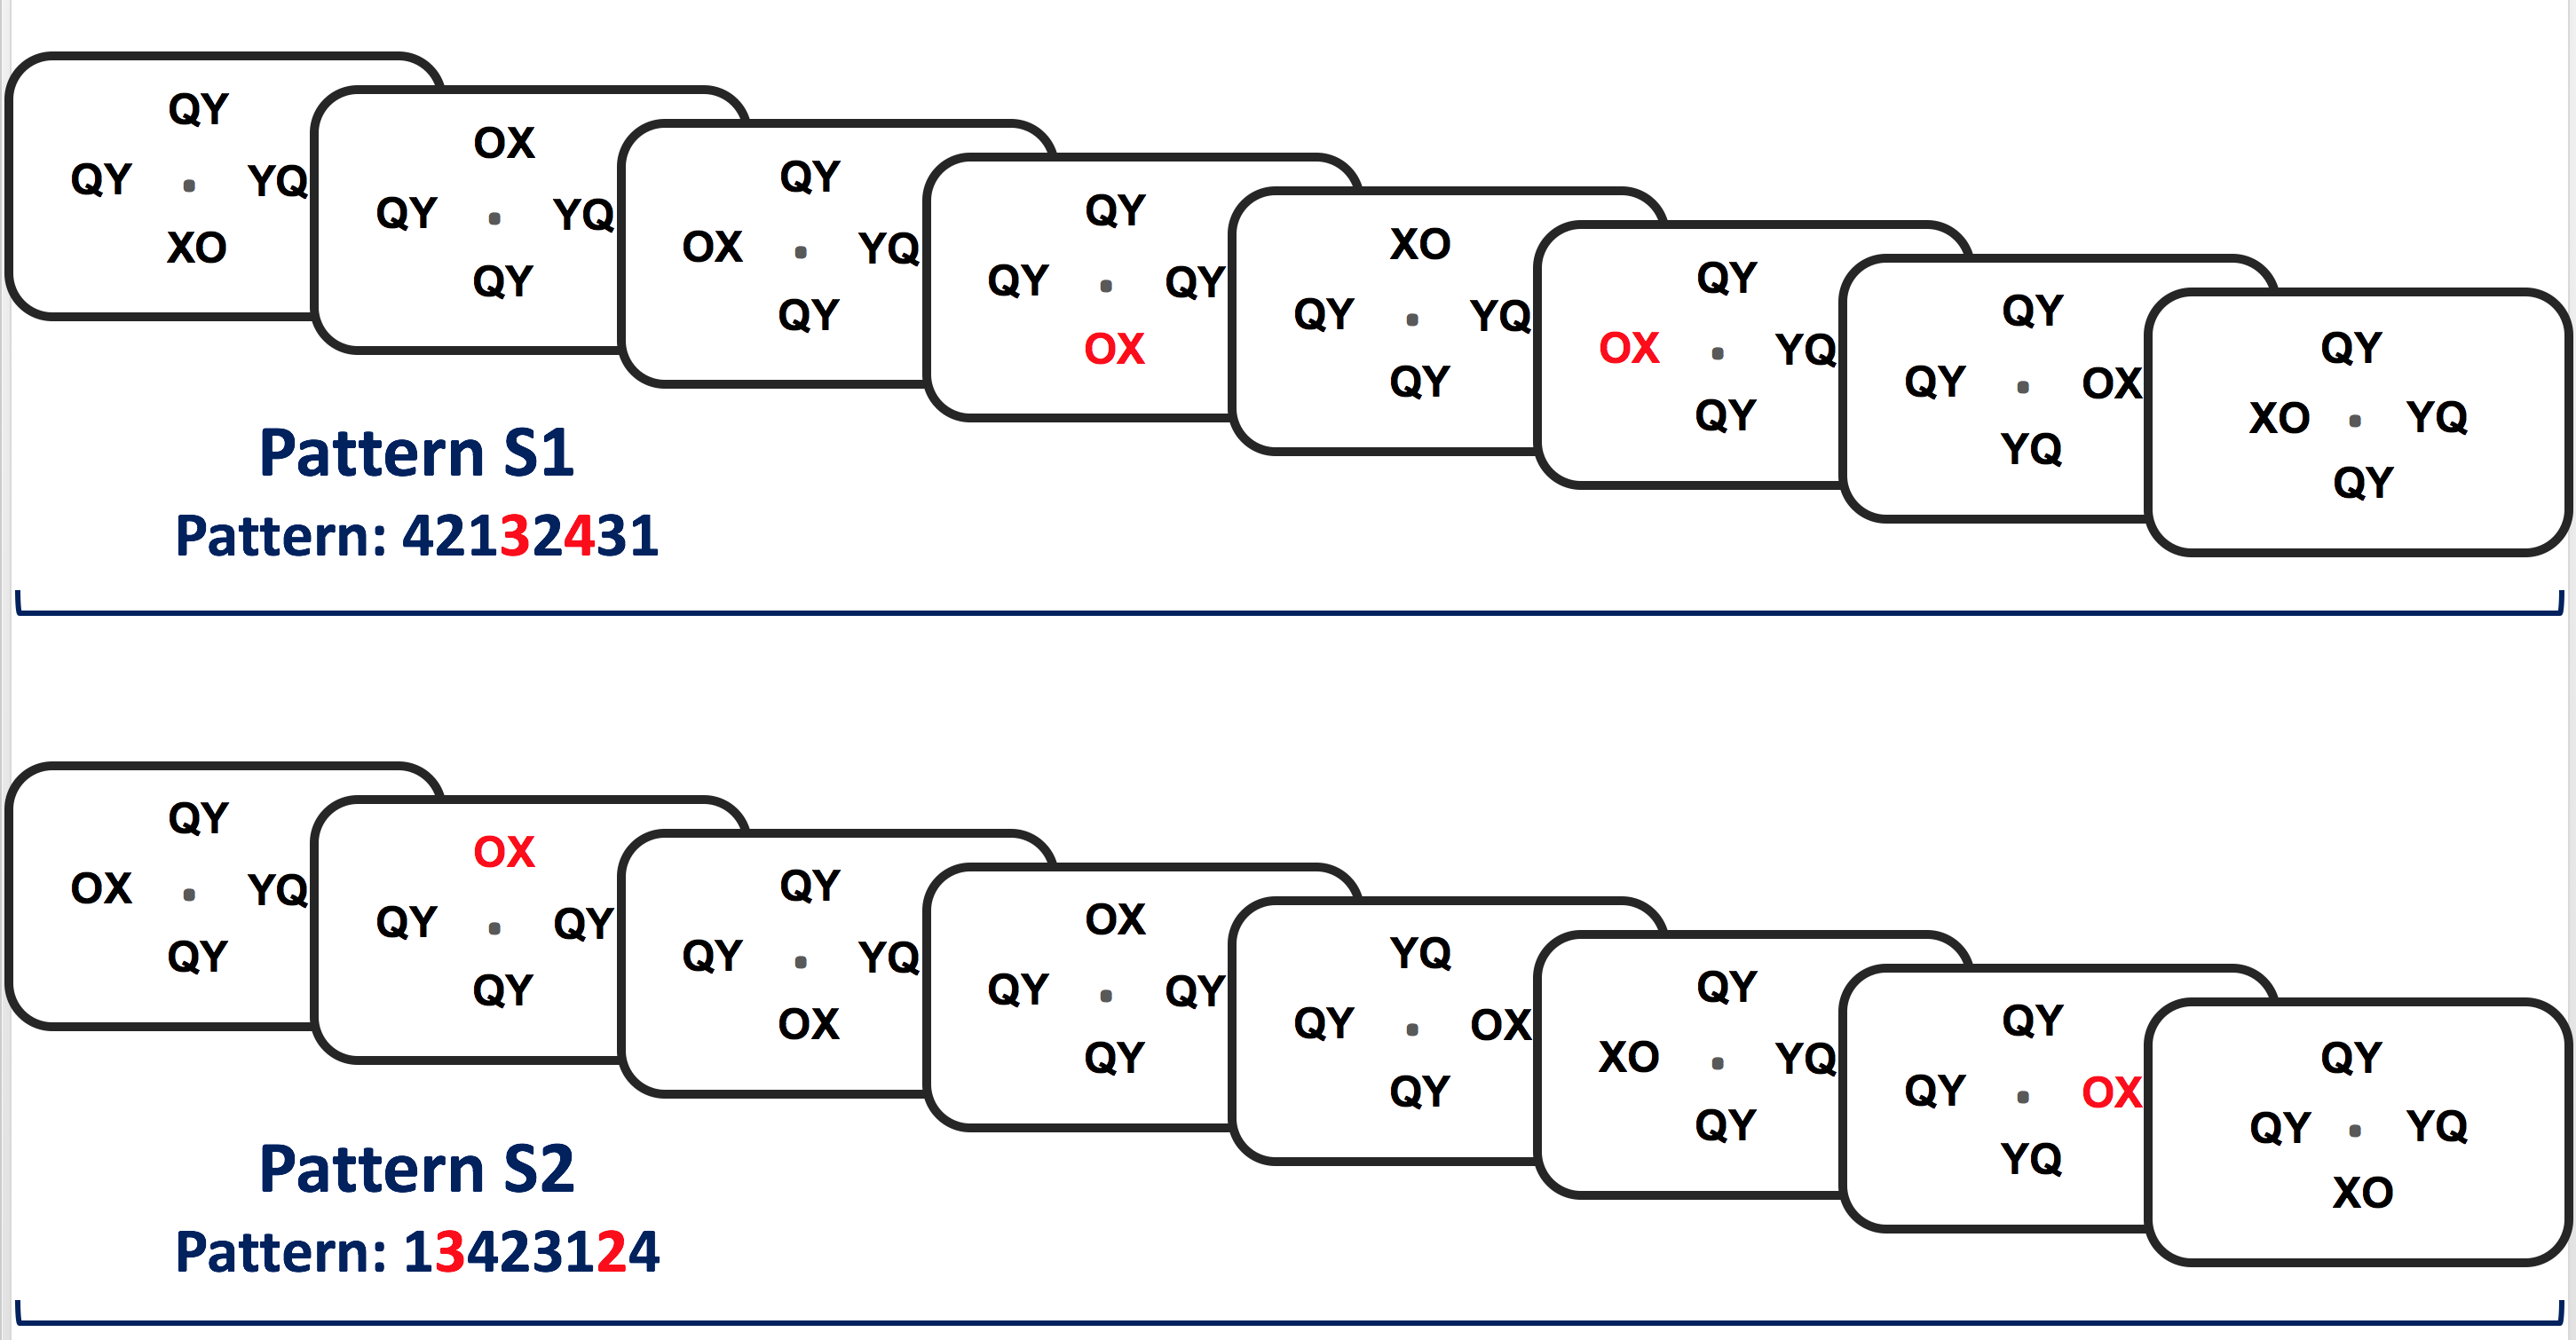 QY
QY . YQ
XO
OX
QY . YQ
QY
QY
OX . YQ
QY
QY
QY . QY
OX
XO
QY . YQ
QY
QY
OX . YQ
QY
QY
QY . OX
YQ
QY
XO . YQ
QY
Pattern S1
Pattern: 42132431
QY
OX . YQ
QY
OX
QY . QY
QY
QY
QY . YQ
OX
OX
QY . QY
QY
YQ
QY . OX
QY
QY
XO . YQ
QY
QY
QY . OX
YQ
QY
QY . YQ
XO
Pattern S2
Pattern: 13423124